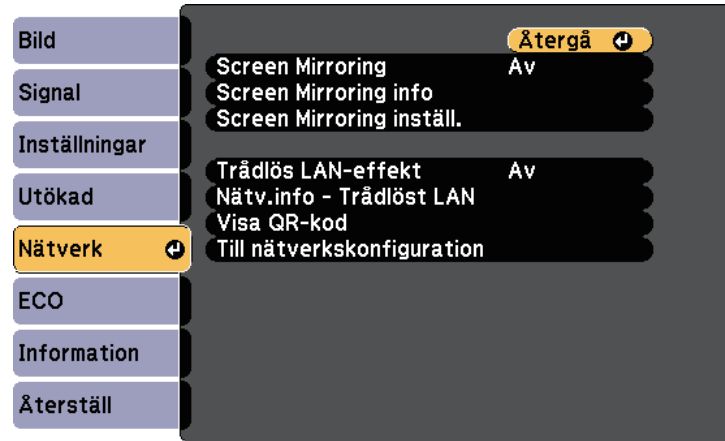 Bild
Signal
Inställningar
Utökad
Nätverk
ECO
Information
Återställ
Återgå
Screen Mirroring Av
Screen Mirroring info
Screen Mirroring inställ.
Trådlös LAN-effekt Av
Nätv.info - Trådlöst LAN
Visa QR-kod
Till nätverkskonfiguration